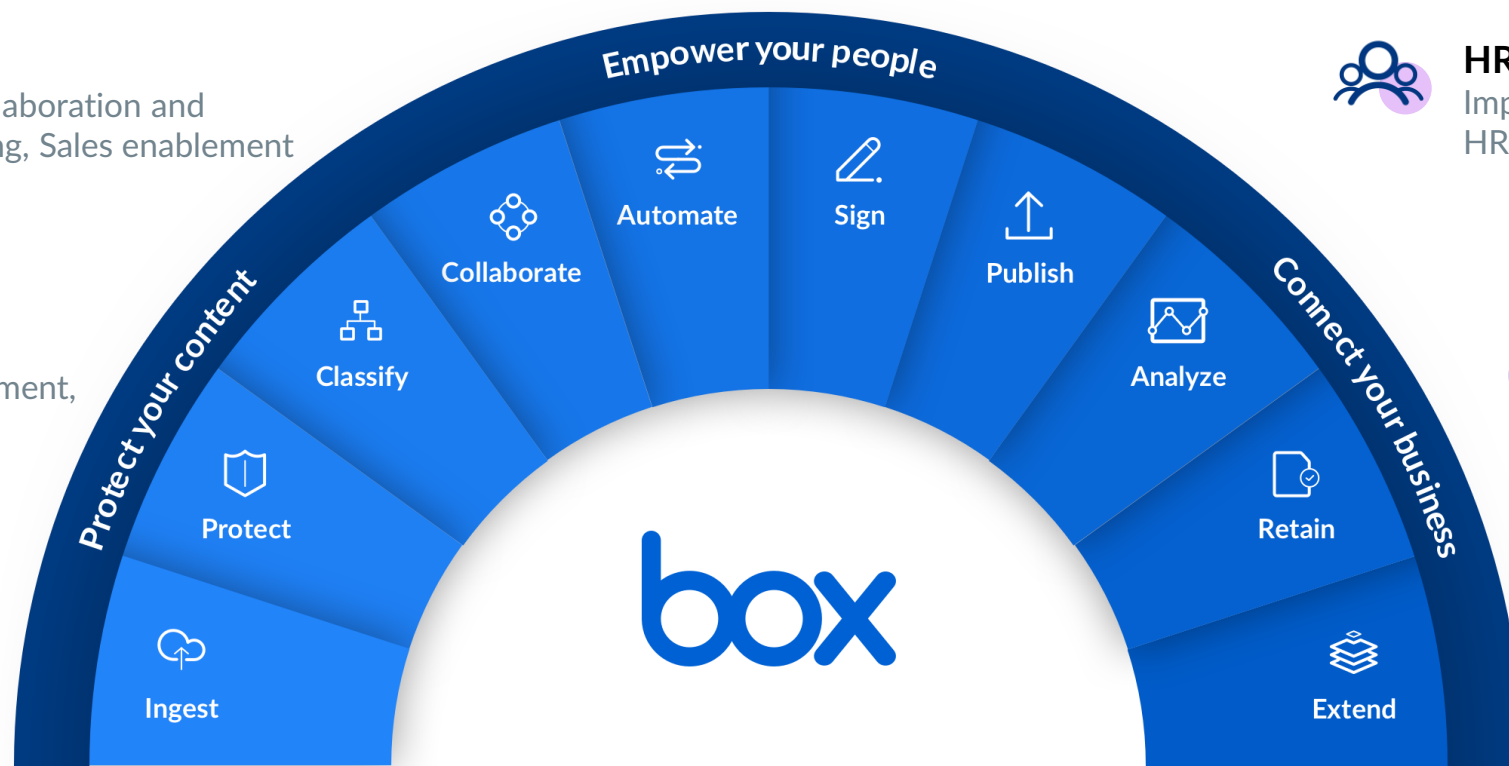 laboration and
ng, Sales enablement
ment,
Protect your content
Empower your people
Connect your business
Ingest
Protect
Classify
Collaborate
Automate
Sign
Publish
Analyze
Retain
Extend
box
HR
Imp
HR